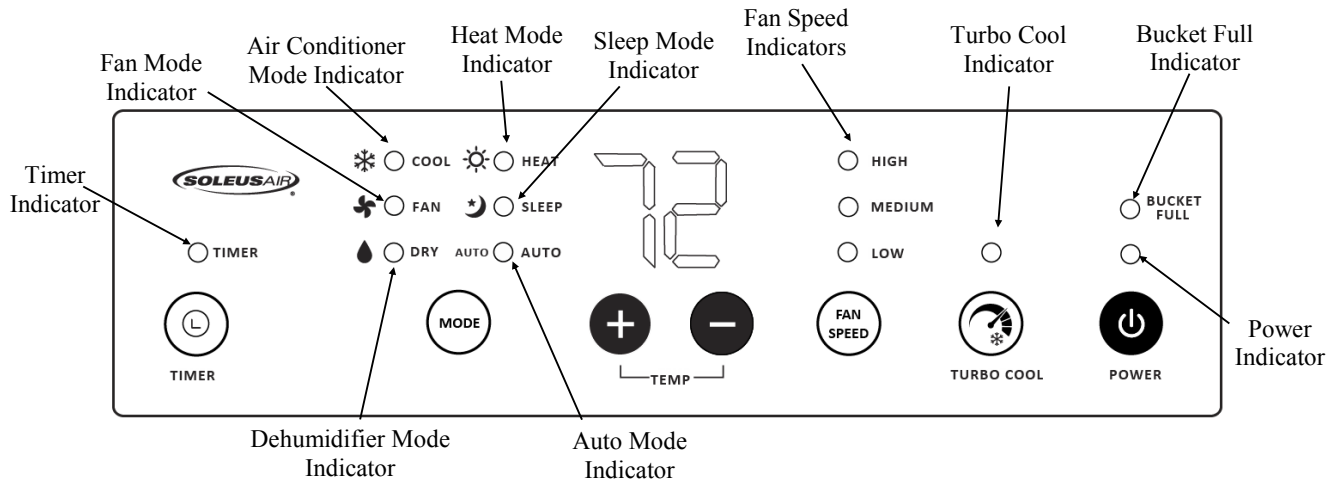 Air Conditioner
Mode Indicator
Heat Mode
Indicator
Sleep Mode
Indicator
Fan Speed
Indicators
Turbo Cool
Indicator
Bucket Full
Indicator
Fan Mode
Indicator
Timer
Indicator
SOLEUSAIR®
COOL
HEAT
72
HIGH
FAN
SLEEP
MEDIUM
BUCKET
FULL
TIMER
DRY
AUTO AUTO
LOW
MODE
+
−
FAN
SPEED
TIMER
TEMP
TURBO COOL
POWER
Power
Indicator
Dehumidifier Mode
Indicator
Auto Mode
Indicator